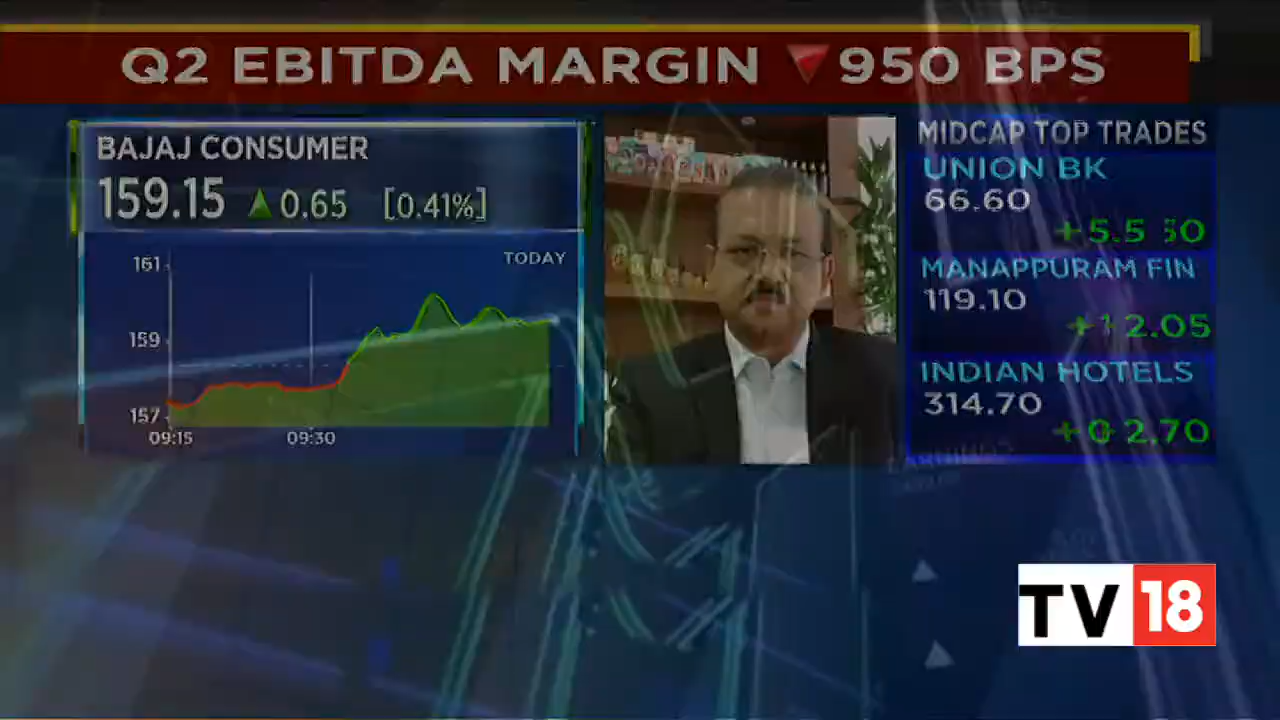 Q2 EBITDA MARGIN ▼950 BPS
BAJAJ CONSUMER
159.15 ▲ 0.65 [0.41%]
TODAY
161
159
157
09:15 09:30
MIDCAP TOP TRADES
UNION BK
66.60
MANAPPURAM FIN
119.10
INDIAN HOTELS
314.70
TV18